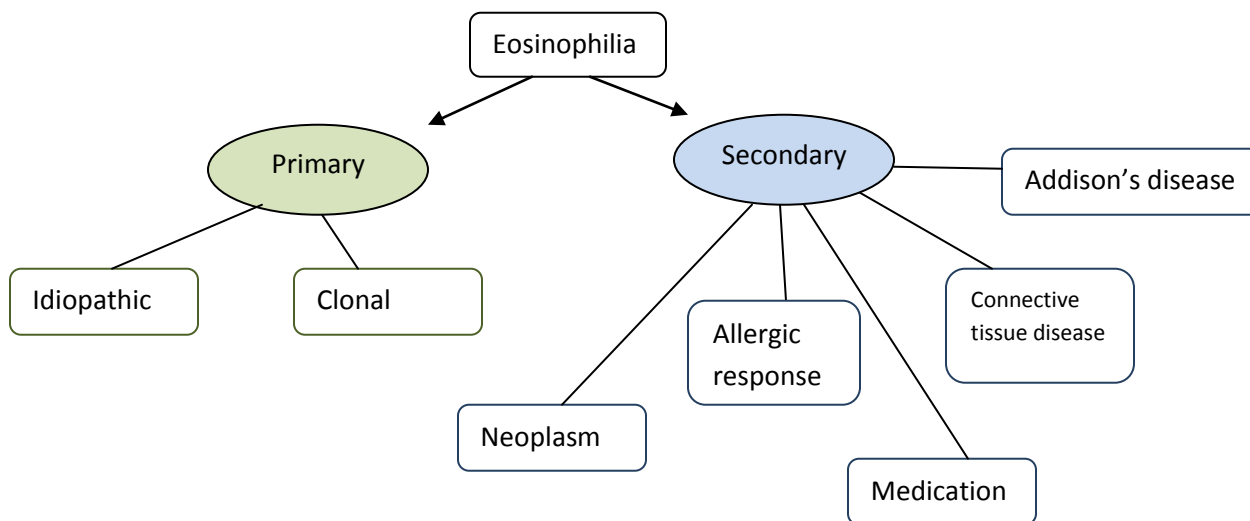 Eosinophilia
Primary
Secondary
Addison’s disease
Idiopathic
Clonal
Connective
tissue disease
Allergic
response
Neoplasm
Medication